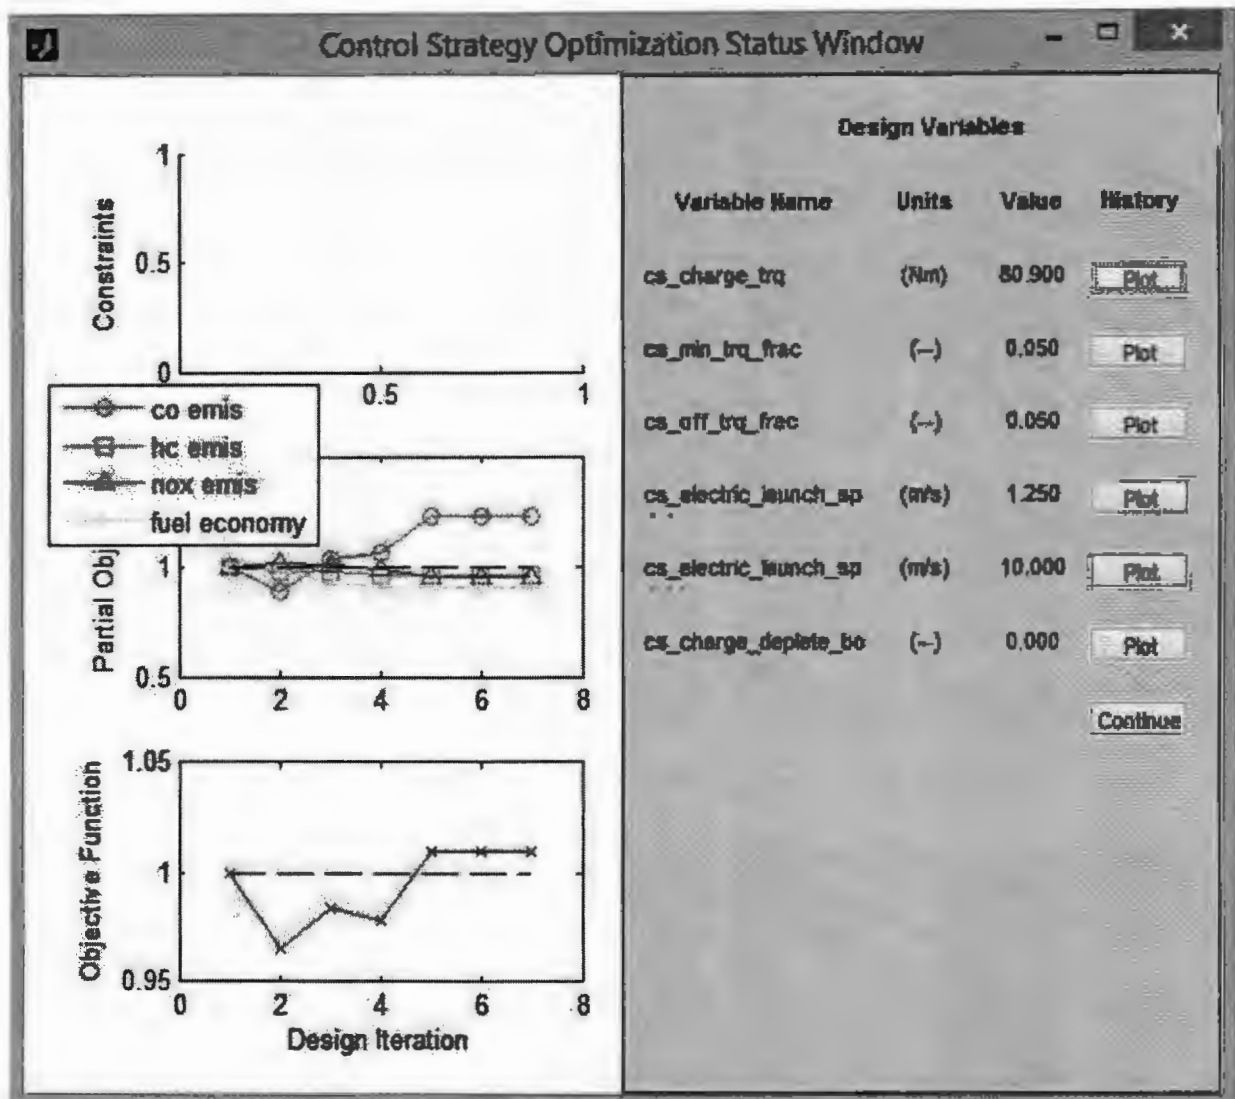 Control Strategy Optimization Status Window
Constraints
1
0.5
0
0.5
1
co emis
hc emis
nox emis
fuel economy
Partial Obj
1
0.5
0
2
4
6
8
Objective Function
1.05
1
0.95
0
2
4
6
8
Design Iteration
Design Variables
Variable Name Units Value History
cs_charge_trq (Nm) 80.900 Plot
cs_min_trq_frac (--) 0.050 Plot
cs_off_trq_frac (--) 0.050 Plot
cs_electric_launch_sp (m/s) 1.250 Plot
cs_electric_launch_sp (m/s) 10.000 Plot
cs_charge_deplete_bo (--) 0.000 Plot
Continue